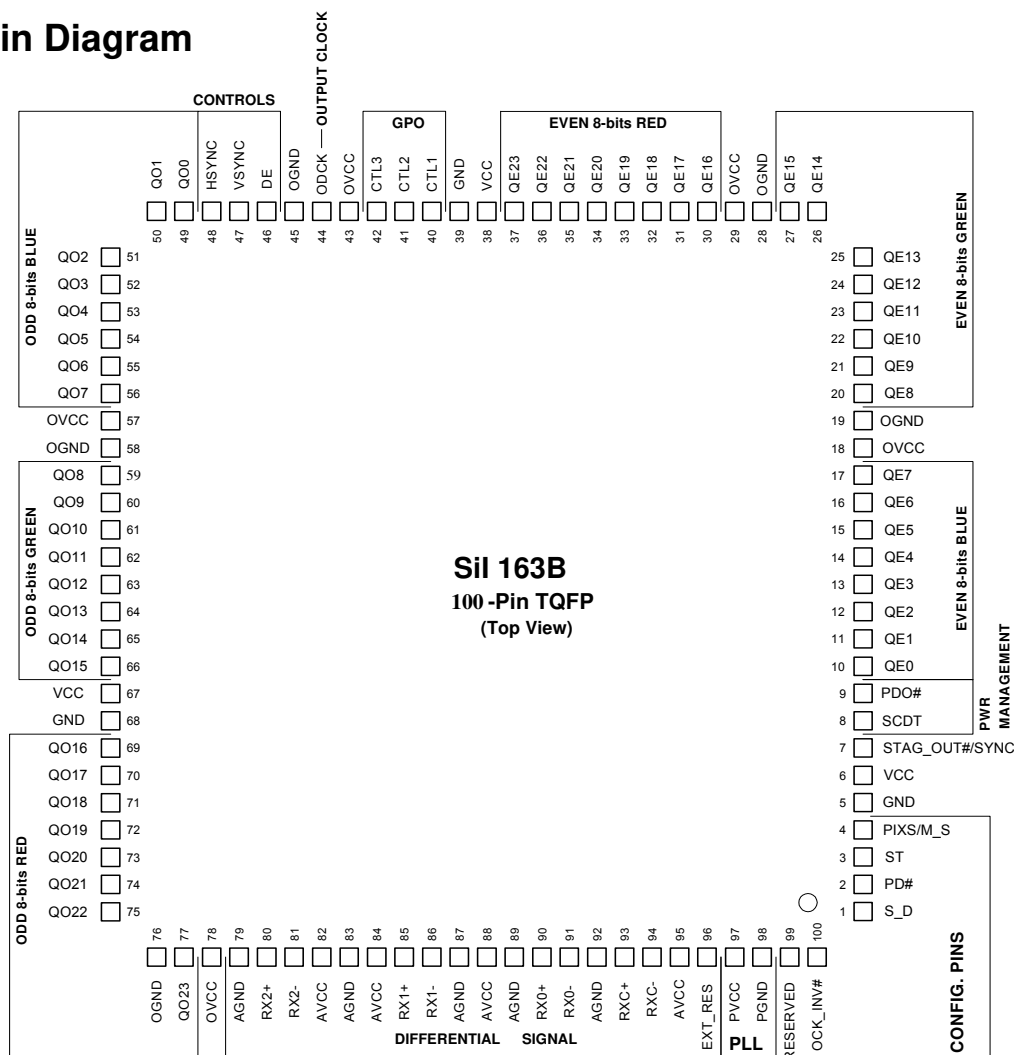 in Diagram
OUTPUT CLOCK
CONTROLS
GPO
EVEN 8-bits RED
QO1 QO0 HSYNC VSYNC DE OGND ODCK OVCC CTL3 CTL2 CTL1 GND VCC QE23 QE22 QE21 QE20 QE19 QE18 QE17 QE16 OVCC OGND QE15 QE14
50 49 48 47 46 45 44 43 42 41 40 39 38 37 36 35 34 33 32 31 30 29 28 27 26
ODD 8-bits BLUE
QO2 51
QO3 52
QO4 53
QO5 54
QO6 55
QO7 56
OVCC 57
OGND 58
ODD 8-bits GREEN
QO8 59
QO9 60
QO10 61
QO11 62
QO12 63
QO13 64
QO14 65
QO15 66
VCC 67
GND 68
ODD 8-bits RED
QO16 69
QO17 70
QO18 71
QO19 72
QO20 73
QO21 74
QO22 75
SiI 163B
100 -Pin TQFP
(Top View)
EVEN 8-bits GREEN
25 QE13
24 QE12
23 QE11
22 QE10
21 QE9
20 QE8
19 OGND
18 OVCC
EVEN 8-bits BLUE
17 QE7
16 QE6
15 QE5
14 QE4
13 QE3
12 QE2
11 QE1
10 QE0
PWR MANAGEMENT
9 PDO#
8 SCDT
7 STAG_OUT#/SYNC
6 VCC
5 GND
4 PIXS/M_S
3 ST
2 PD#
1 S_D
CONFIG. PINS
76 77 78 79 80 81 82 83 84 85 86 87 88 89 90 91 92 93 94 95 96 97 98 99 100
OGND QO23 OVCC AGND RX2+ RX2- AVCC AGND AVCC RX1+ RX1- AGND AVCC AGND RX0+ RX0- AGND RXC+ RXC- AVCC EXT_RES PVCC PGND RESERVED OCK_INV#
DIFFERENTIAL SIGNAL
PLL